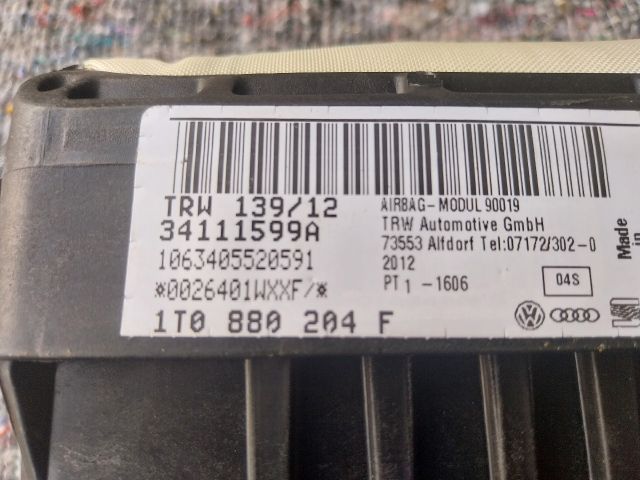 TRW 139/12
34111599A
1063405520591
*0026401WXXF/*
1T0 880 204 F
AIRBAG-MODUL 90019
TRW Automotive GmbH
73553 Alfdorf Tel:07172/302-0
2012
PT 1 -1606
04S
Made
in